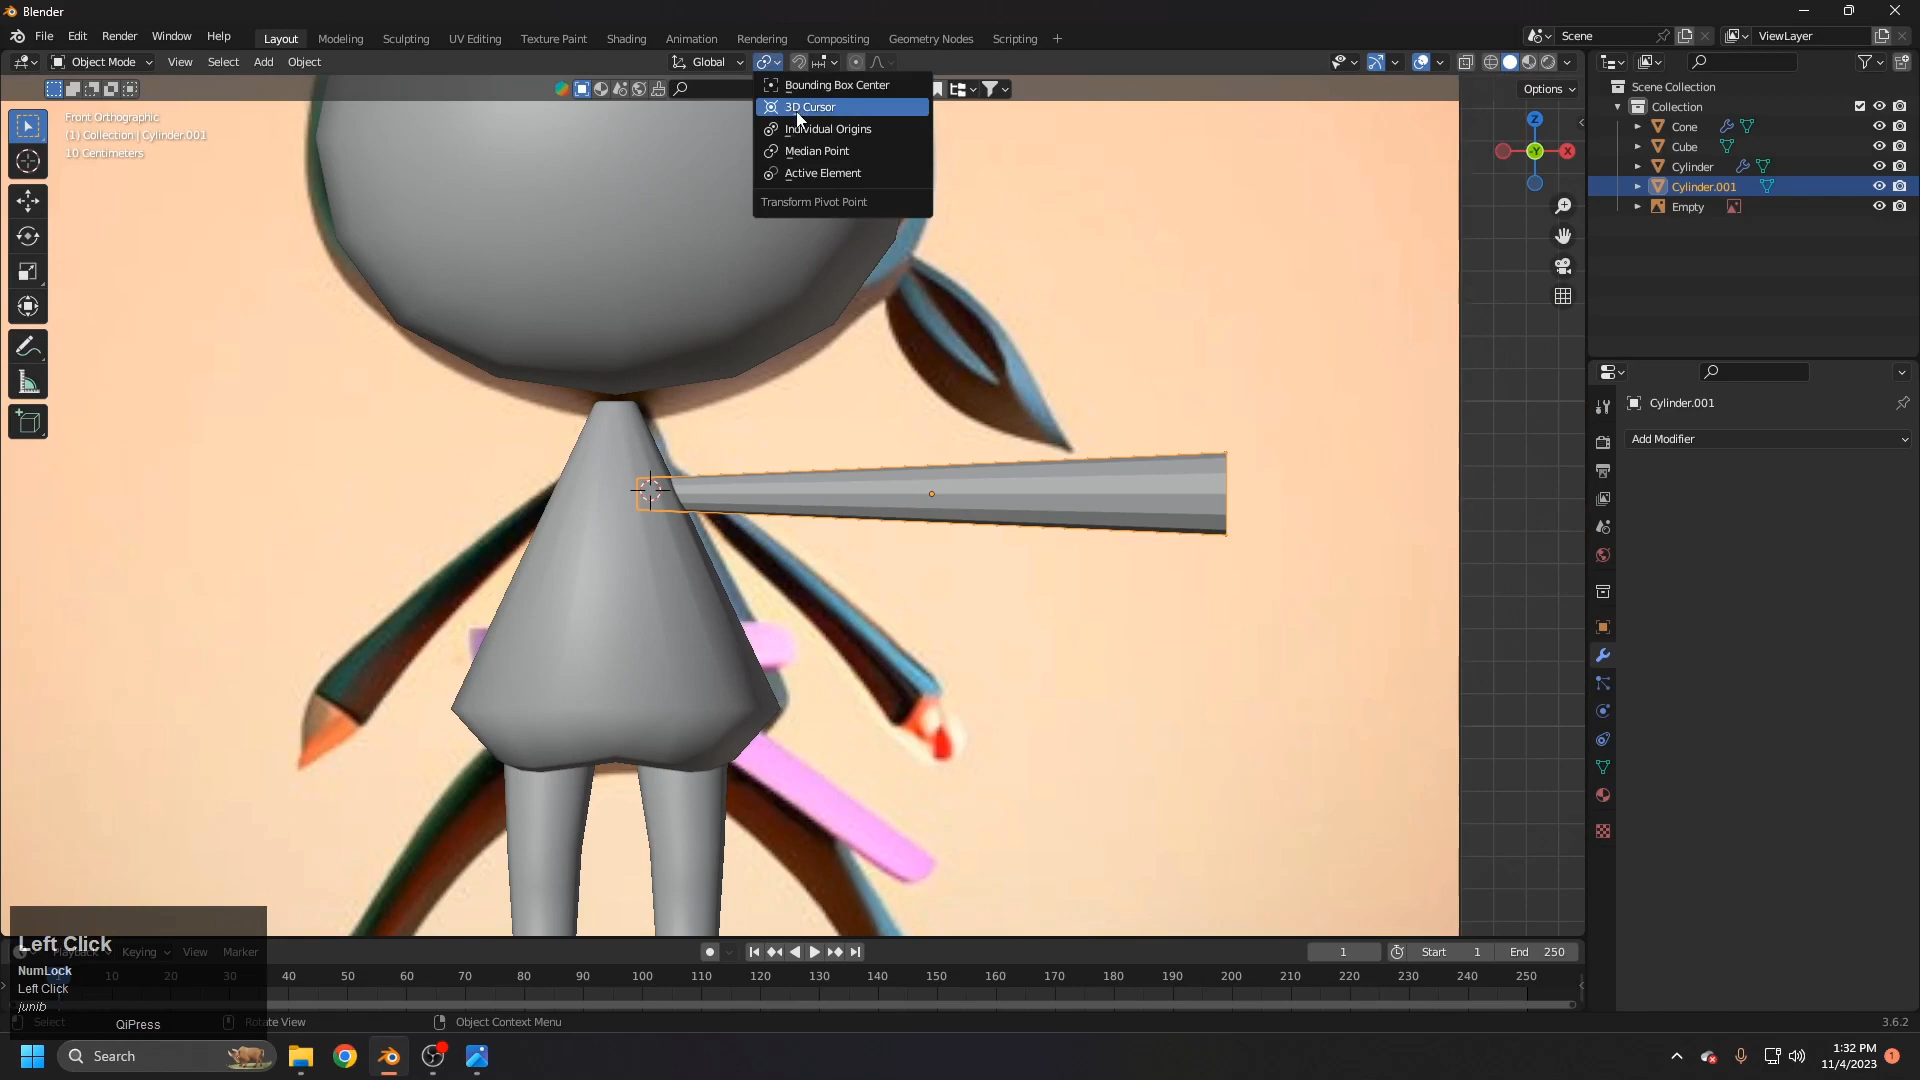 Blender
File Edit Render Window Help Layout Modeling Sculpting UV Editing Texture Paint Shading Animation Rendering Compositing Geometry Nodes Scripting + Scene ViewLayer
Object Mode View Select Add Object Global
Options
Bounding Box Center
3D Cursor
Individual Origins
Median Point
Active Element
Transform Pivot Point
Front Orthographic
(1) Collection | Cylinder.001
10 Centimeters
Z
-Y
X
Scene Collection
Collection
Cone
Cube
Cylinder
Cylinder.001
Empty
Cylinder.001
Add Modifier
Left Click
NumLock
Left Click
junib
QiPress
Playback Keying View Marker
1 Start 1 End 250
10 20 30 40 50 60 70 80 90 100 110 120 130 140 150 160 170 180 190 200 210 220 230 240 250
Select Rotate View Object Context Menu 3.6.2
Search
1:32 PM
11/4/2023
1